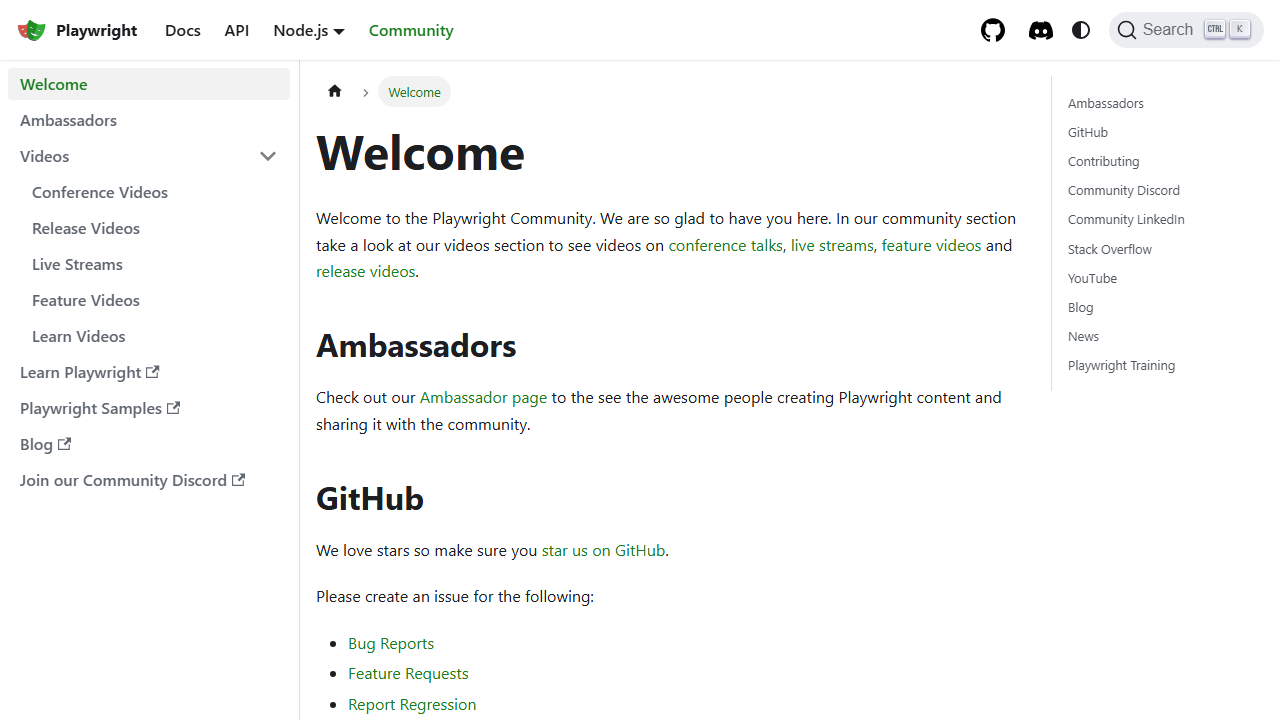 Playwright
Docs
API
Node.js
Community
Search
CTRL
K
Welcome
Ambassadors
Videos
Conference Videos
Release Videos
Live Streams
Feature Videos
Learn Videos
Learn Playwright
Playwright Samples
Blog
Join our Community Discord
Welcome
Welcome
Welcome to the Playwright Community. We are so glad to have you here. In our community section
take a look at our videos section to see videos on conference talks, live streams, feature videos and
release videos.
Ambassadors
Check out our Ambassador page to the see the awesome people creating Playwright content and
sharing it with the community.
GitHub
We love stars so make sure you star us on GitHub.
Please create an issue for the following:
Bug Reports
Feature Requests
Report Regression
Ambassadors
GitHub
Contributing
Community Discord
Community LinkedIn
Stack Overflow
YouTube
Blog
News
Playwright Training